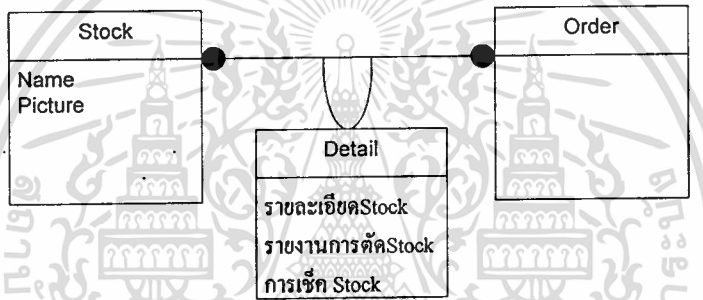 Stock
Name
Picture
Order
Detail
รายละเอียดStock
รายงานการตัดStock
การเช็ค Stock